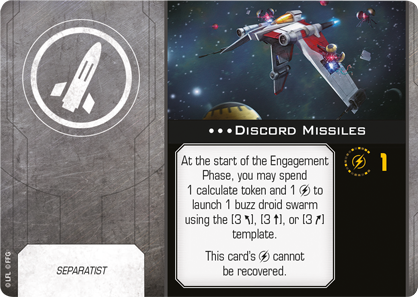 •••DISCORD MISSILES
At the start of the Engagement
Phase, you may spend
1 calculate token and 1 to
launch 1 buzz droid swarm
using the [3 ↰], [3 ↑], or [3 ↱]
template.
This card's cannot
be recovered.
1
SEPARATIST
© LFL © FFG